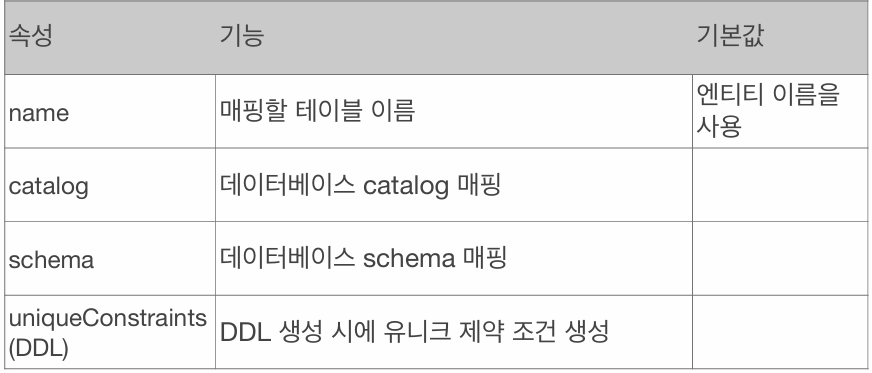 속성 기능 기본값
name 매핑할 테이블 이름 엔티티 이름을
사용
catalog 데이터베이스 catalog 매핑
schema 데이터베이스 schema 매핑
uniqueConstraints
(DDL) DDL 생성 시에 유니크 제약 조건 생성